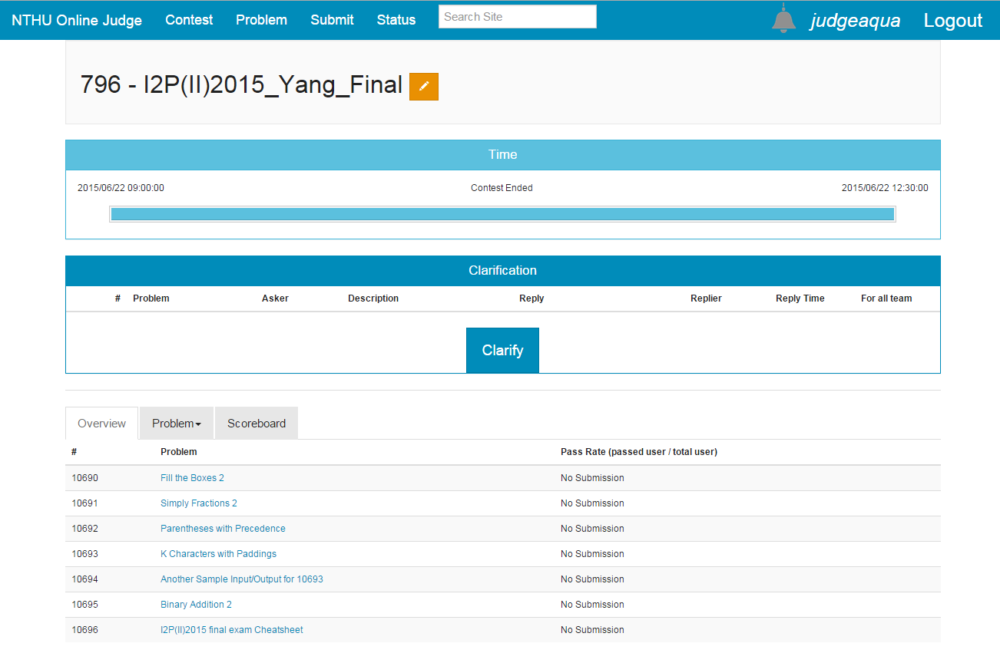 NTHU Online Judge Contest Problem Submit Status Search Site judgeaqua Logout
796 - I2P(II)2015_Yang_Final
Time
2015/06/22 09:00:00 Contest Ended 2015/06/22 12:30:00
Clarification
# Problem Asker Description Reply Replier Reply Time For all team
Clarify
Overview Problem Scoreboard
# Problem Pass Rate (passed user / total user)
10690 Fill the Boxes 2 No Submission
10691 Simply Fractions 2 No Submission
10692 Parentheses with Precedence No Submission
10693 K Characters with Paddings No Submission
10694 Another Sample Input/Output for 10693 No Submission
10695 Binary Addition 2 No Submission
10696 I2P(II)2015 final exam Cheatsheet No Submission